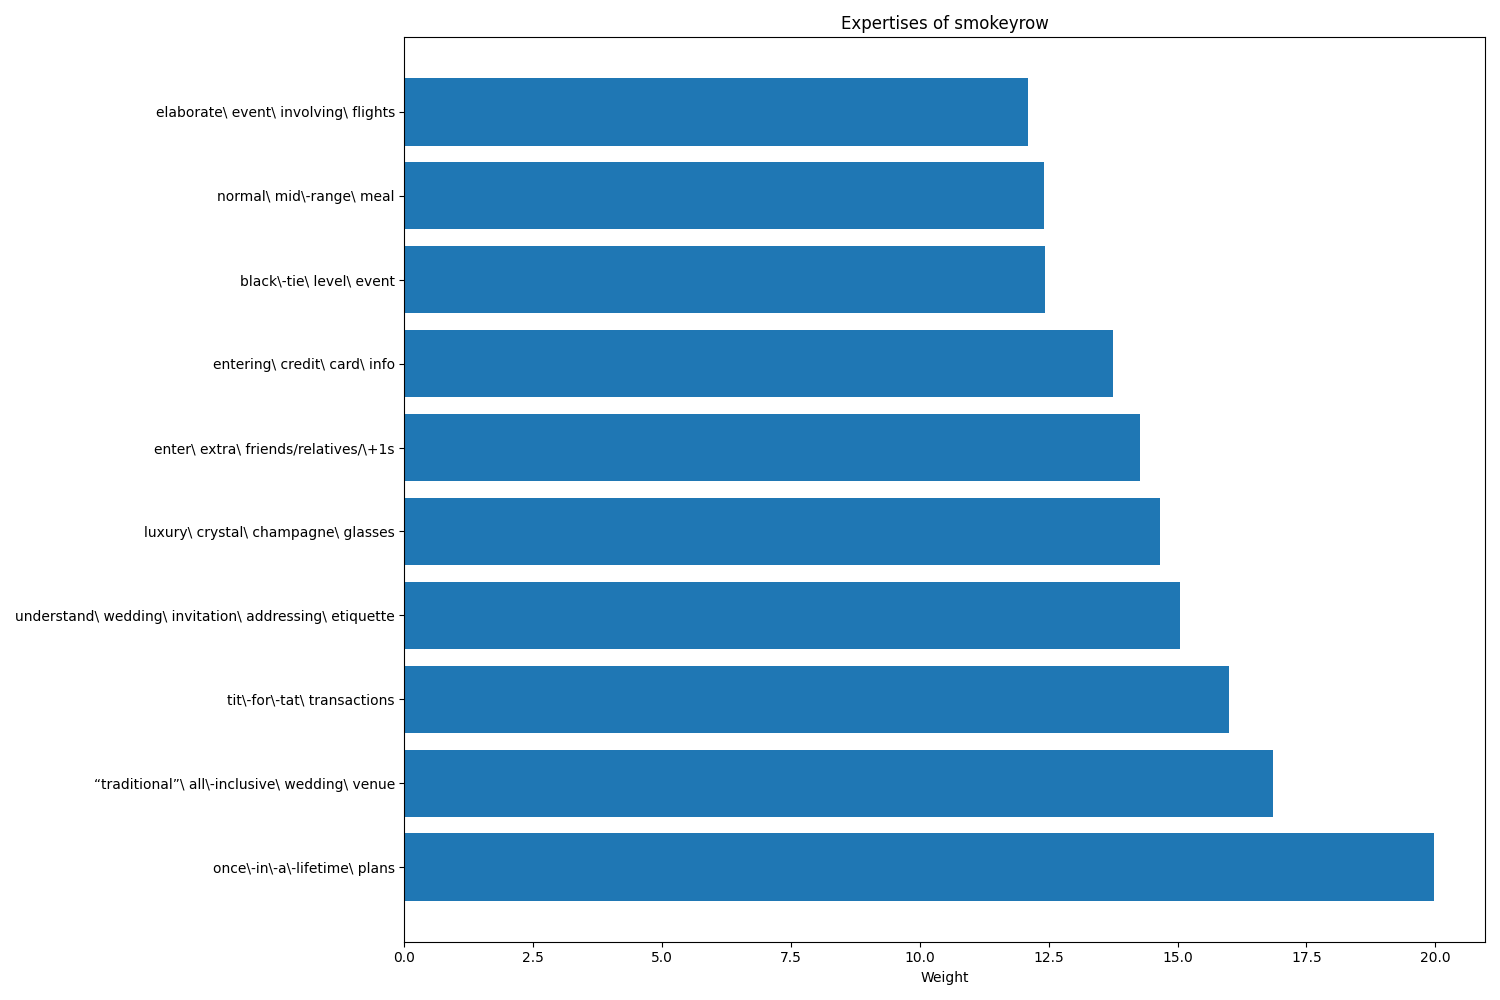 Expertises of smokeyrow
elaborate\ event\ involving\ flights
normal\ mid\-range\ meal
black\-tie\ level\ event
entering\ credit\ card\ info
enter\ extra\ friends/relatives/\+1s
luxury\ crystal\ champagne\ glasses
understand\ wedding\ invitation\ addressing\ etiquette
tit\-for\-tat\ transactions
“traditional”\ all\-inclusive\ wedding\ venue
once\-in\-a\-lifetime\ plans
0.0 2.5 5.0 7.5 10.0 12.5 15.0 17.5 20.0
Weight